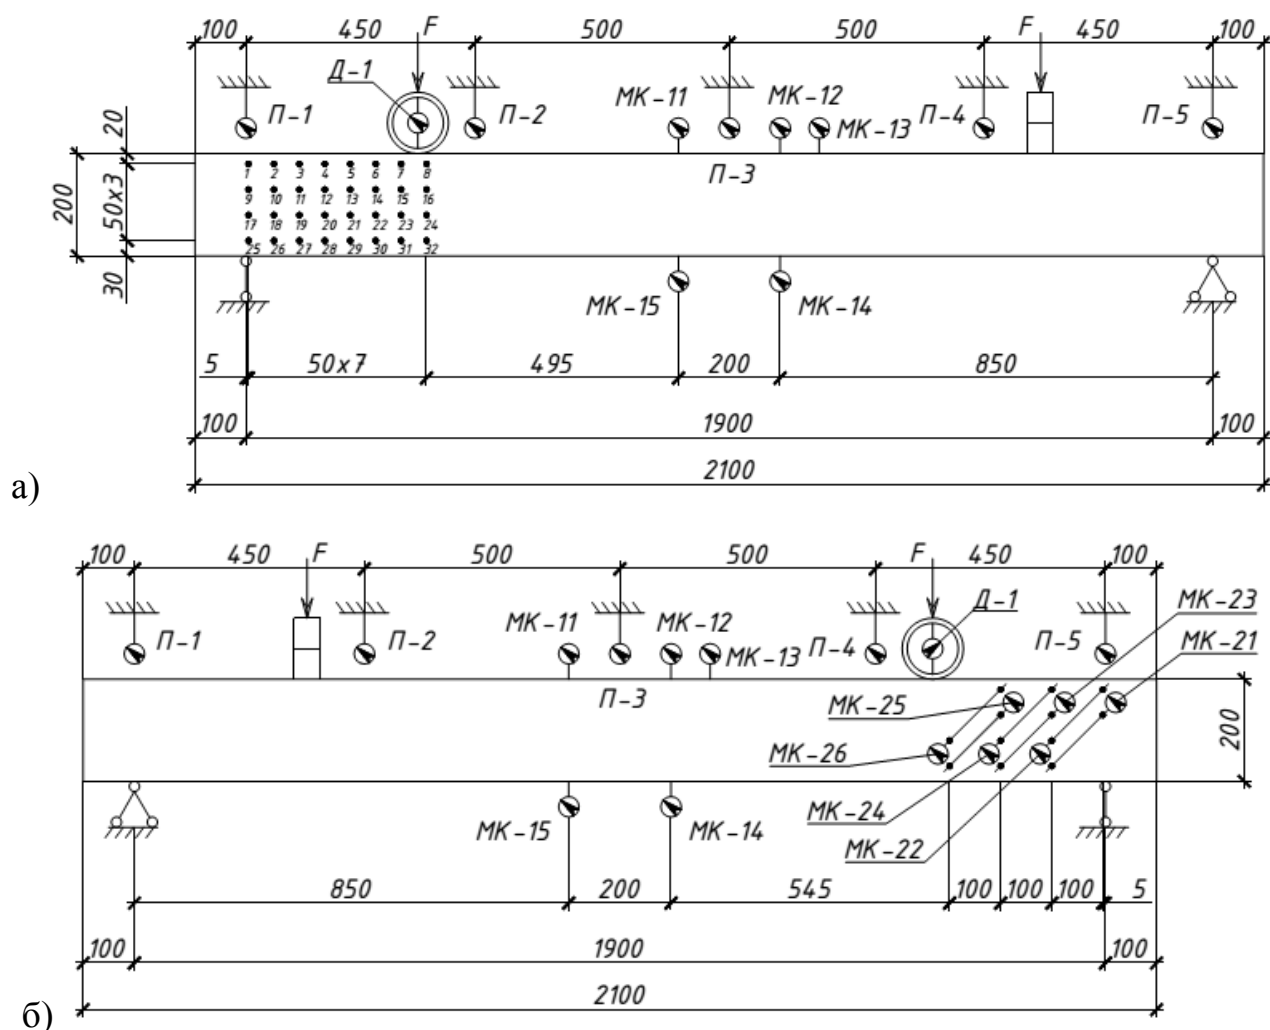 100 450 F 500 500 F 450 100
Д-1
МК-11 МК-12
П-1 П-2 П-4 П-5
МК-13
20
П-3
200 50x3
1 2 3 4 5 6 7 8
9 10 11 12 13 14 15 16
17 18 19 20 21 22 23 24
25 26 27 28 29 30 31 32
30
МК-15 МК-14
5 50x7 495 200 850
100 1900 100
2100
а)
100 450 F 500 500 F 450 100
МК-23
Д-1
МК-11 МК-12
П-1 П-2 П-4 П-5 МК-21
МК-13
П-3
МК-25
200
МК-26
МК-15 МК-14 МК-24
МК-22
850 200 545 100 100 100 5
100 1900 100
2100
б)